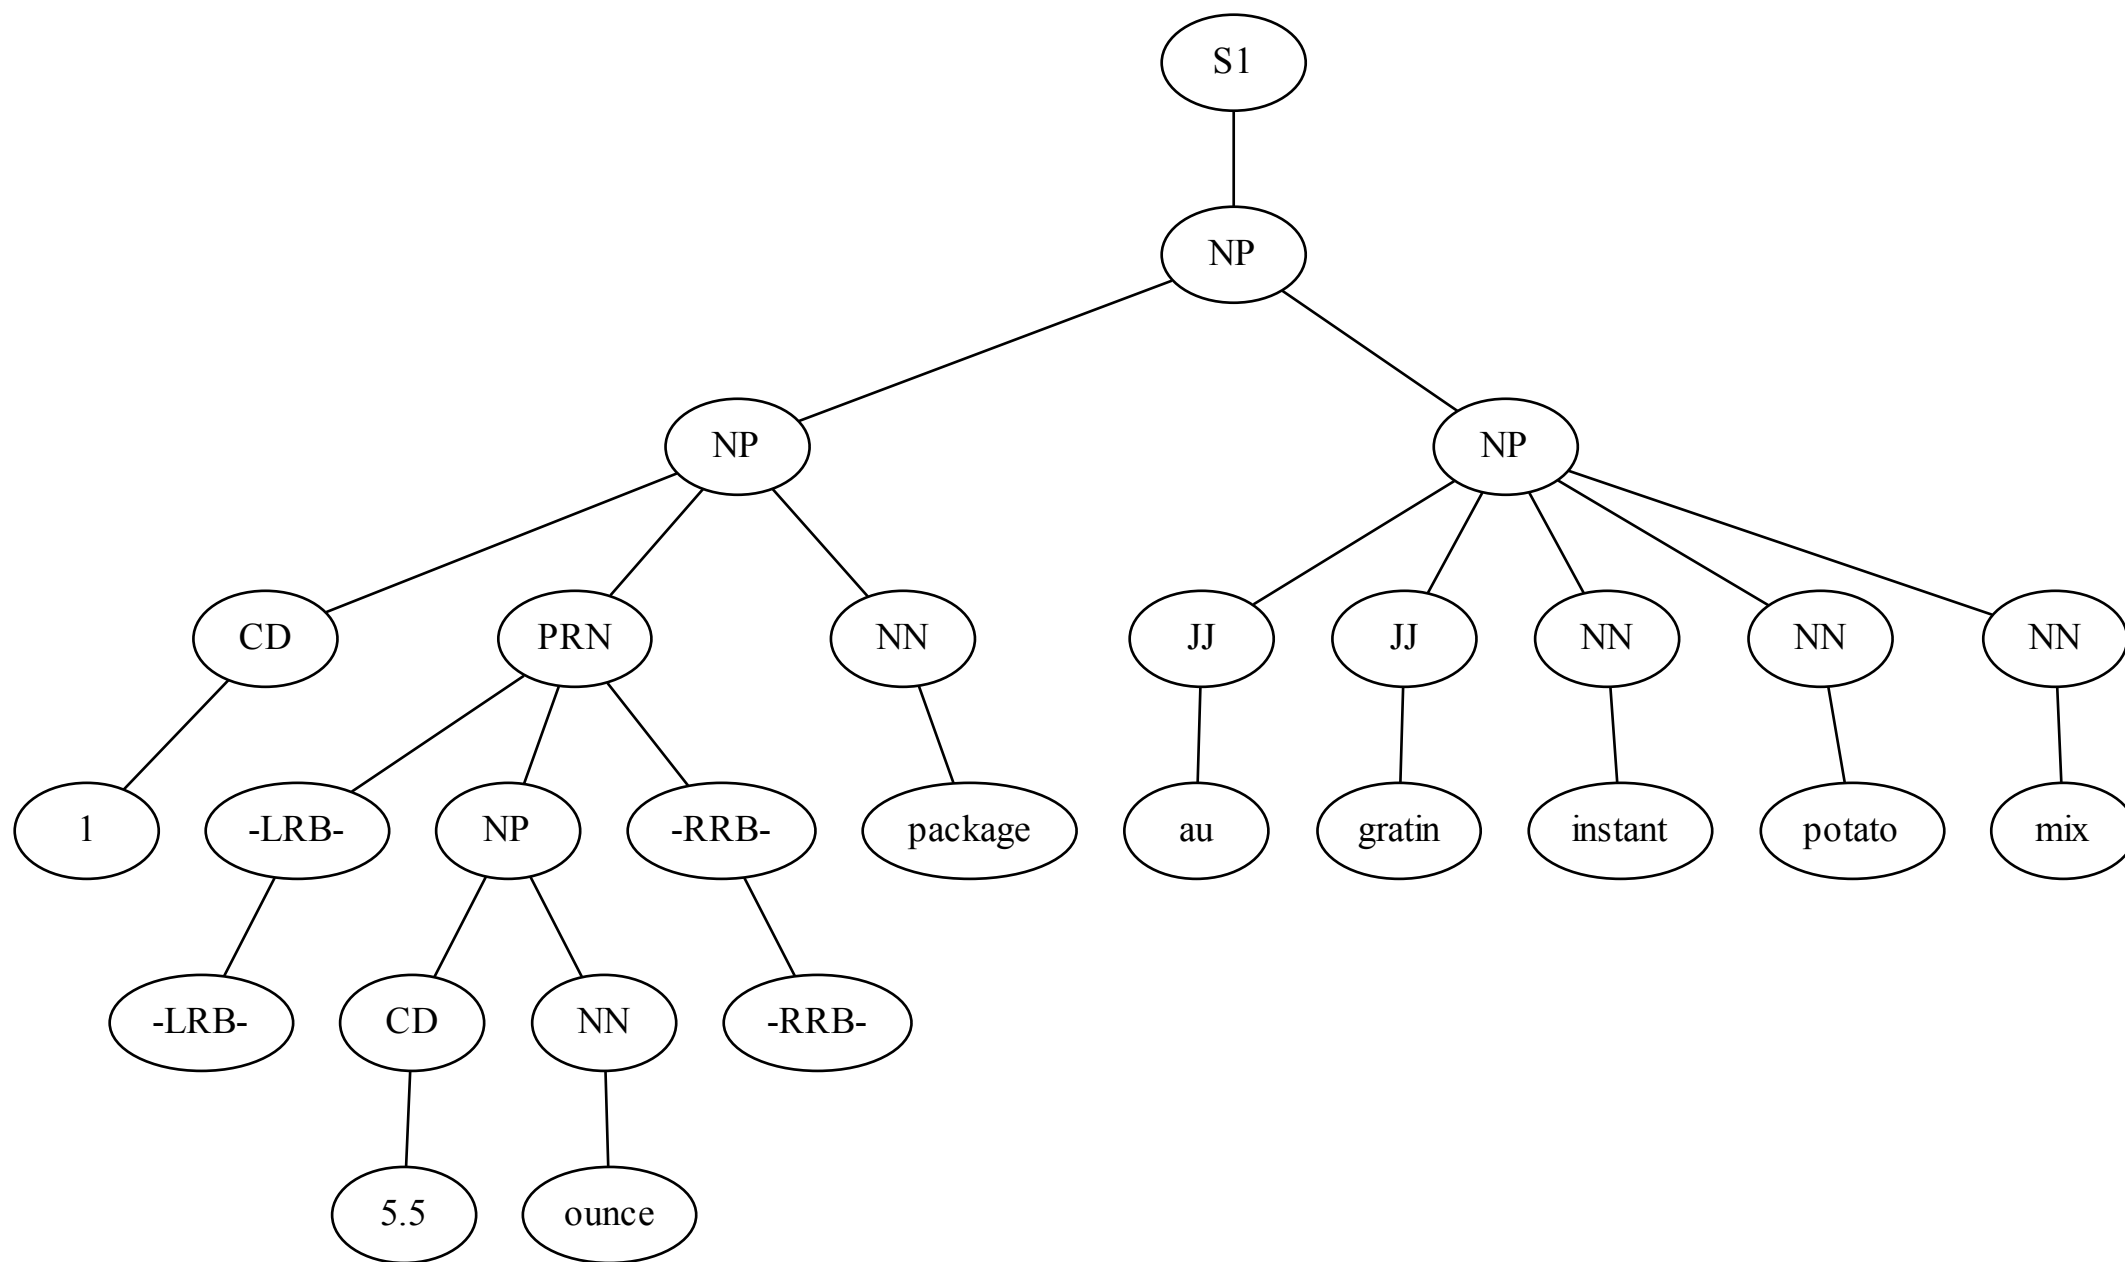 S1
NP
NP NP
CD PRN NN JJ JJ NN NN NN
1 -LRB- NP -RRB- package au gratin instant potato mix
-LRB- CD NN -RRB-
5.5 ounce